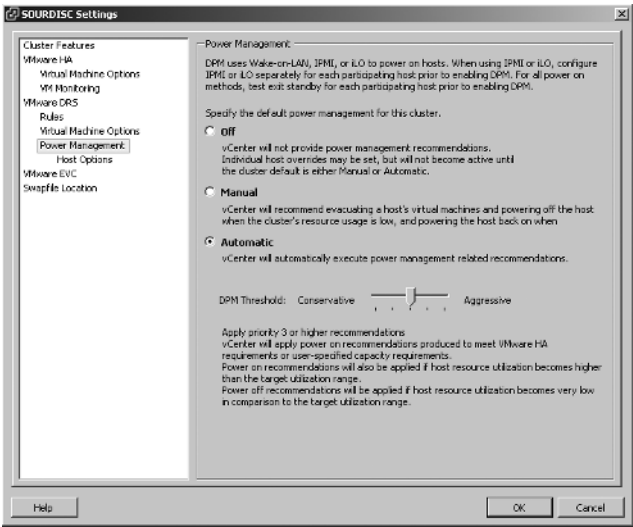 SOURDISC Settings
Cluster Features
VMware HA
Virtual Machine Options
VM Monitoring
VMware DRS
Rules
Virtual Machine Options
Power Management
Host Options
VMware EVC
Swapfile Location
Power Management
DPM uses Wake-on-LAN, IPMI, or iLO to power on hosts. When using IPMI or iLO, configure
IPMI or iLO separately for each participating host prior to enabling DPM. For all power on
methods, test exit standby for each participating host prior to enabling DPM.
Specify the default power management for this cluster.
Off
vCenter will not provide power management recommendations.
Individual host overrides may be set, but will not become active until
the cluster default is either Manual or Automatic.
Manual
vCenter will recommend evacuating a host's virtual machines and powering off the host
when the cluster's resource usage is low, and powering the host back on when
Automatic
vCenter will automatically execute power management related recommendations.
DPM Threshold: Conservative Aggressive
Apply priority 3 or higher recommendations
vCenter will apply power on recommendations produced to meet VMware HA
requirements or user-specified capacity requirements.
Power on recommendations will also be applied if host resource utilization becomes higher
than the target utilization range.
Power off recommendations will be applied if host resource utilization becomes very low
in comparison to the target utilization range.
Help
OK
Cancel